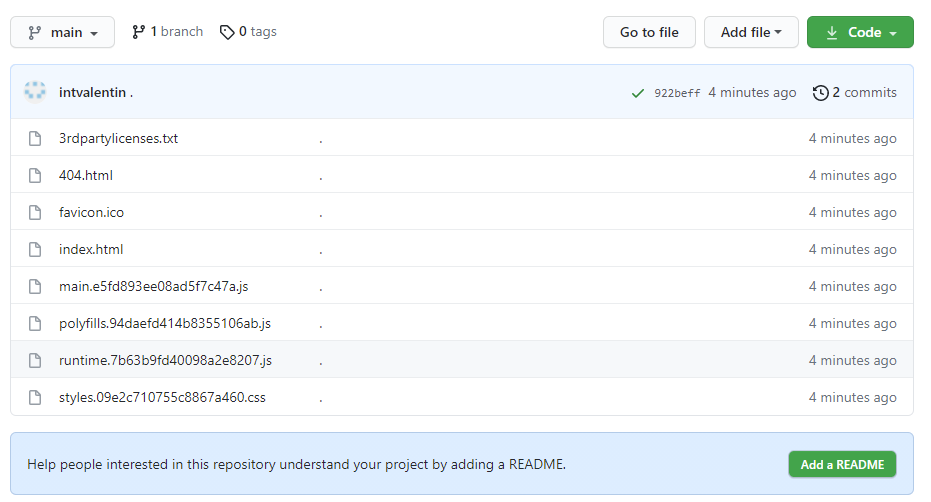 main 1 branch 0 tags Go to file Add file Code
intvalentin . 922beff 4 minutes ago 2 commits
3rdpartylicenses.txt . 4 minutes ago
404.html . 4 minutes ago
favicon.ico . 4 minutes ago
index.html . 4 minutes ago
main.e5fd893ee08ad5f7c47a.js . 4 minutes ago
polyfills.94daefd414b8355106ab.js . 4 minutes ago
runtime.7b63b9fd40098a2e8207.js . 4 minutes ago
styles.09e2c710755c8867a460.css . 4 minutes ago
Help people interested in this repository understand your project by adding a README. Add a README